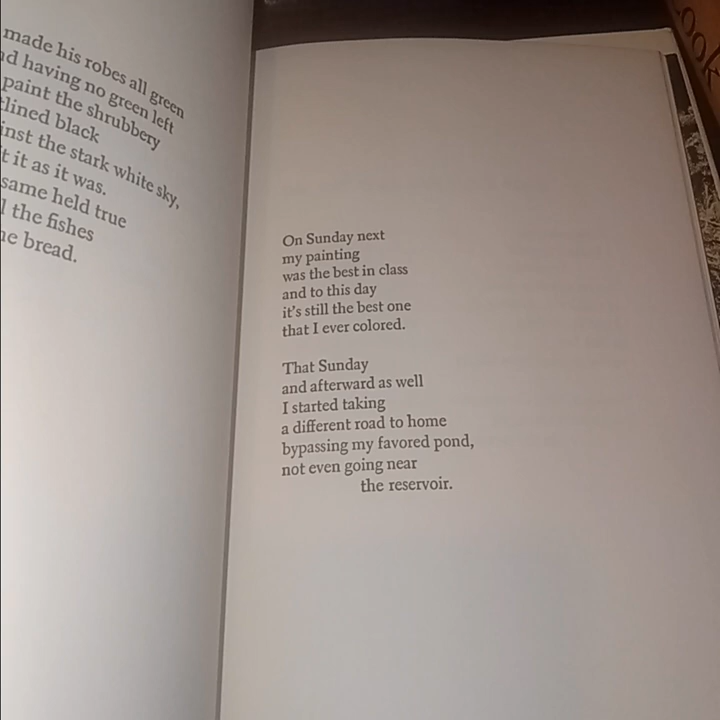 made his robes all green
having no green left
paint the shrubbery
black
the stark white sky,
it as it was.
same held true
the fishes
bread.
On Sunday next
my painting
was the best in class
and to this day
it's still the best one
that I ever colored.
That Sunday
and afterward as well
I started taking
a different road to home
bypassing my favored pond,
not even going near
the reservoir.